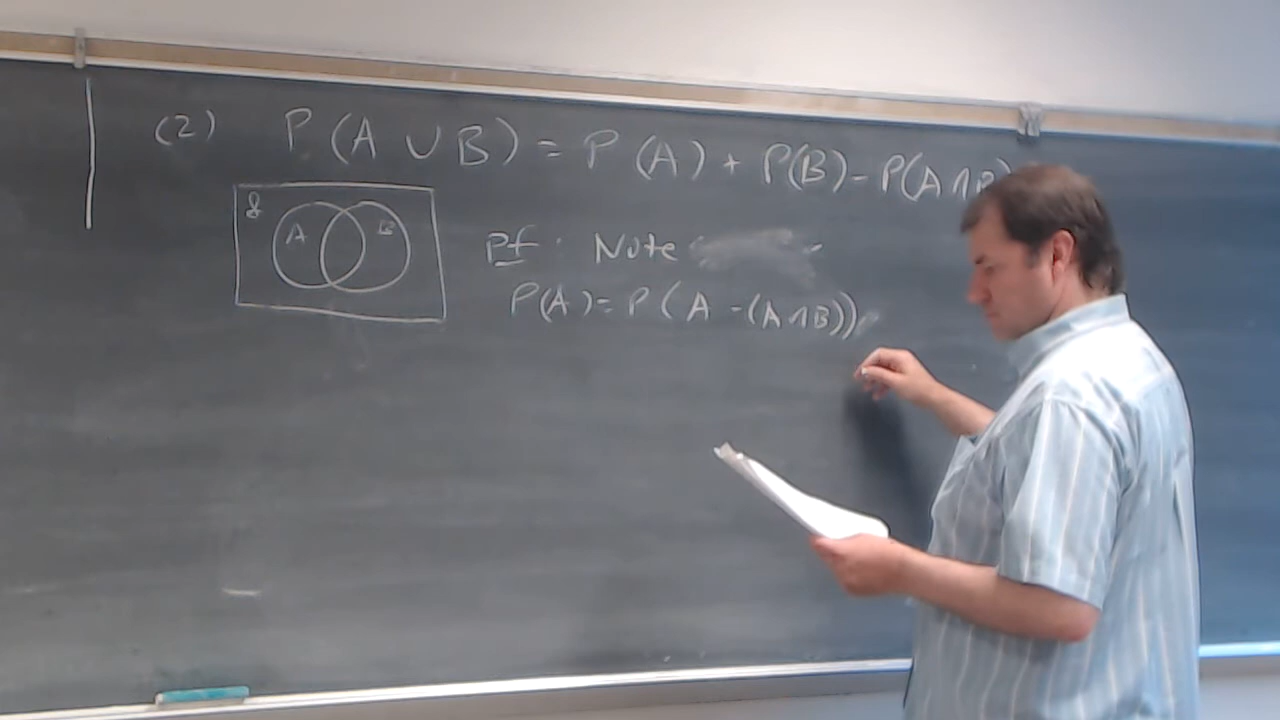 (2) P(A ∪ B) = P(A) + P(B) - P(A ∩ B)
S A B
Pf: Note
P(A) = P(A - (A ∩ B))